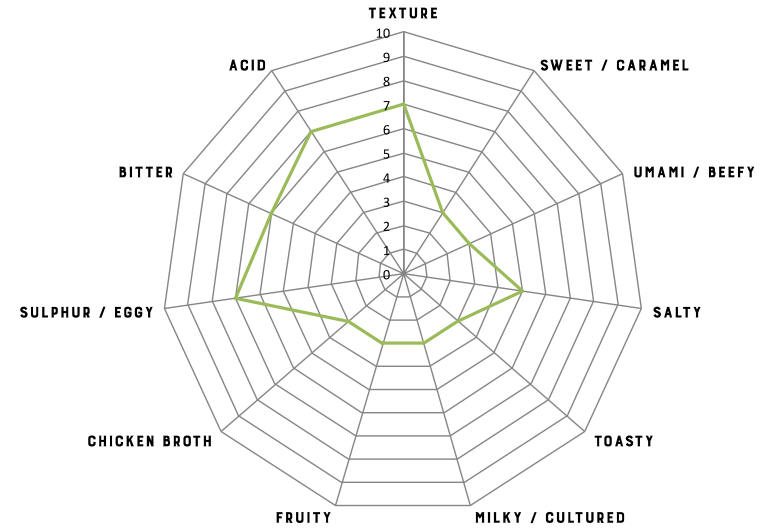 TEXTURE
10
ACID
9
SWEET / CARAMEL
8
7
6
BITTER
5
UMAMI / BEEFY
4
3
2
1
0
SULPHUR / EGGY
SALTY
CHICKEN BROTH
TOASTY
FRUITY
MILKY / CULTURED